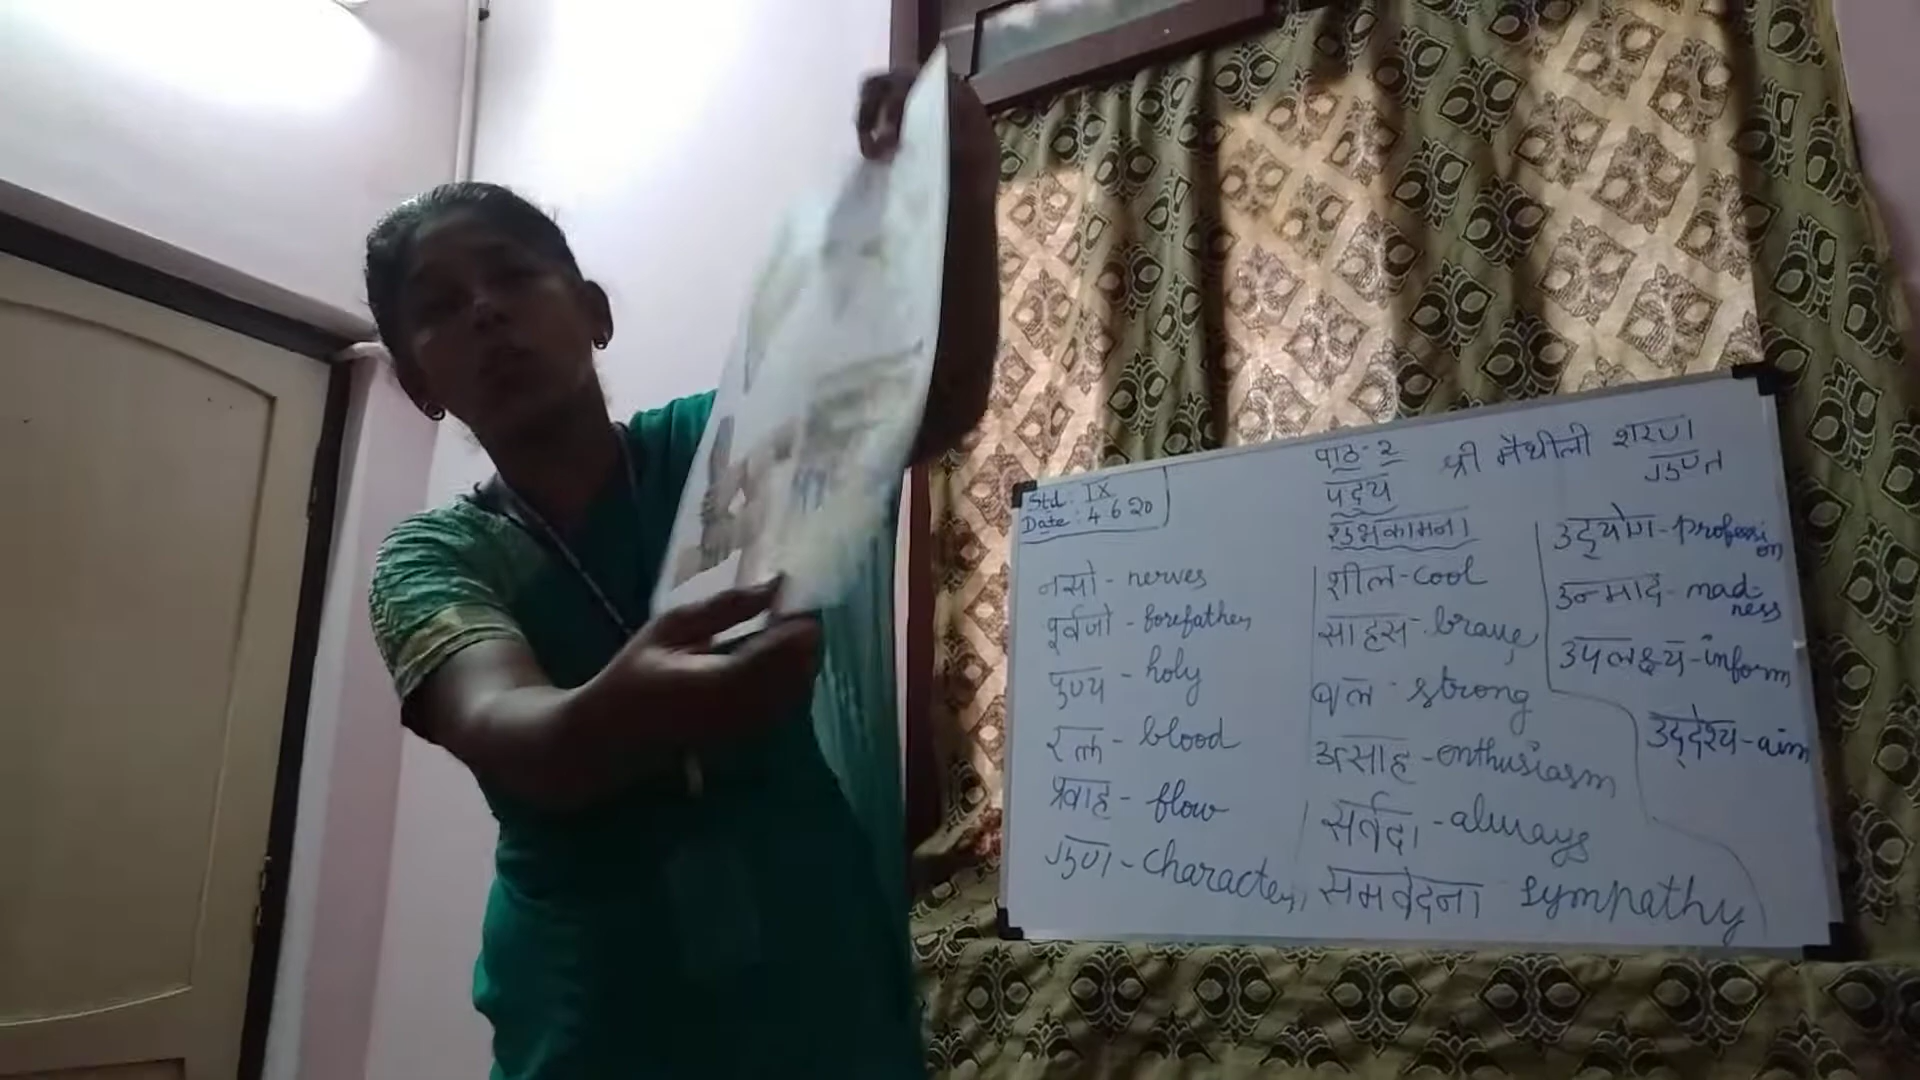 Std: IX
Date: 4.6.20
पाठ-२
पद्य
शुभकामना
श्री मैथीली शरण
गुप्त
नसो - nerves
पूर्वजो - forefather,
पुण्य - holy
रक्त - blood
प्रवाह - flow
गुण - Character,
शील - cool
साहस - brave,
बल - strong
उत्साह - enthusiasm
सर्वदा - always
समवेदना sympathy
उद्योग - professi
on
उन्माद - mad-
ness
उपलक्ष्य - inform
उद्देश्य - aim